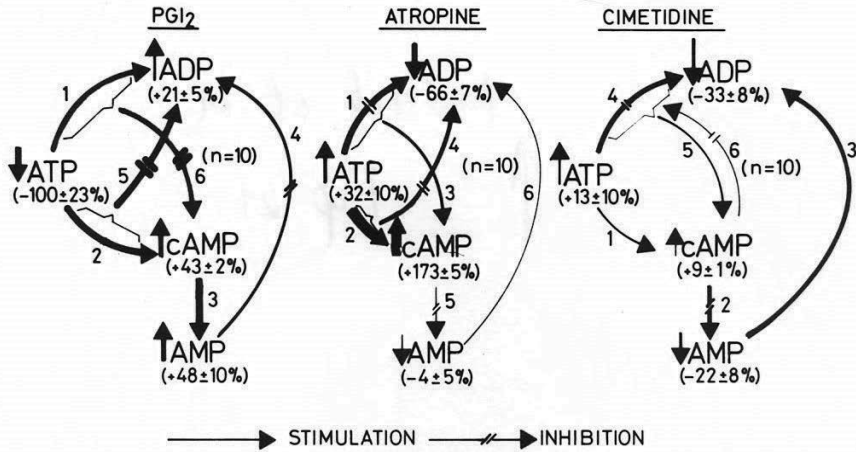 PGI₂ ATROPINE CIMETIDINE
ADP
(+21±5%)
1
4
ATP
(-100±23%)
5
6
(n=10)
2
cAMP
(+43±2%)
3
AMP
(+48±10%)
ADP
(-66±7%)
1
4
ATP
(+32±10%)
(n=10)
3
6
2
cAMP
(+173±5%)
5
AMP
(-4±5%)
ADP
(-33±8%)
4
3
5
6
(n=10)
ATP
(+13±10%)
1
cAMP
(+9±1%)
2
AMP
(-22±8%)
STIMULATION INHIBITION